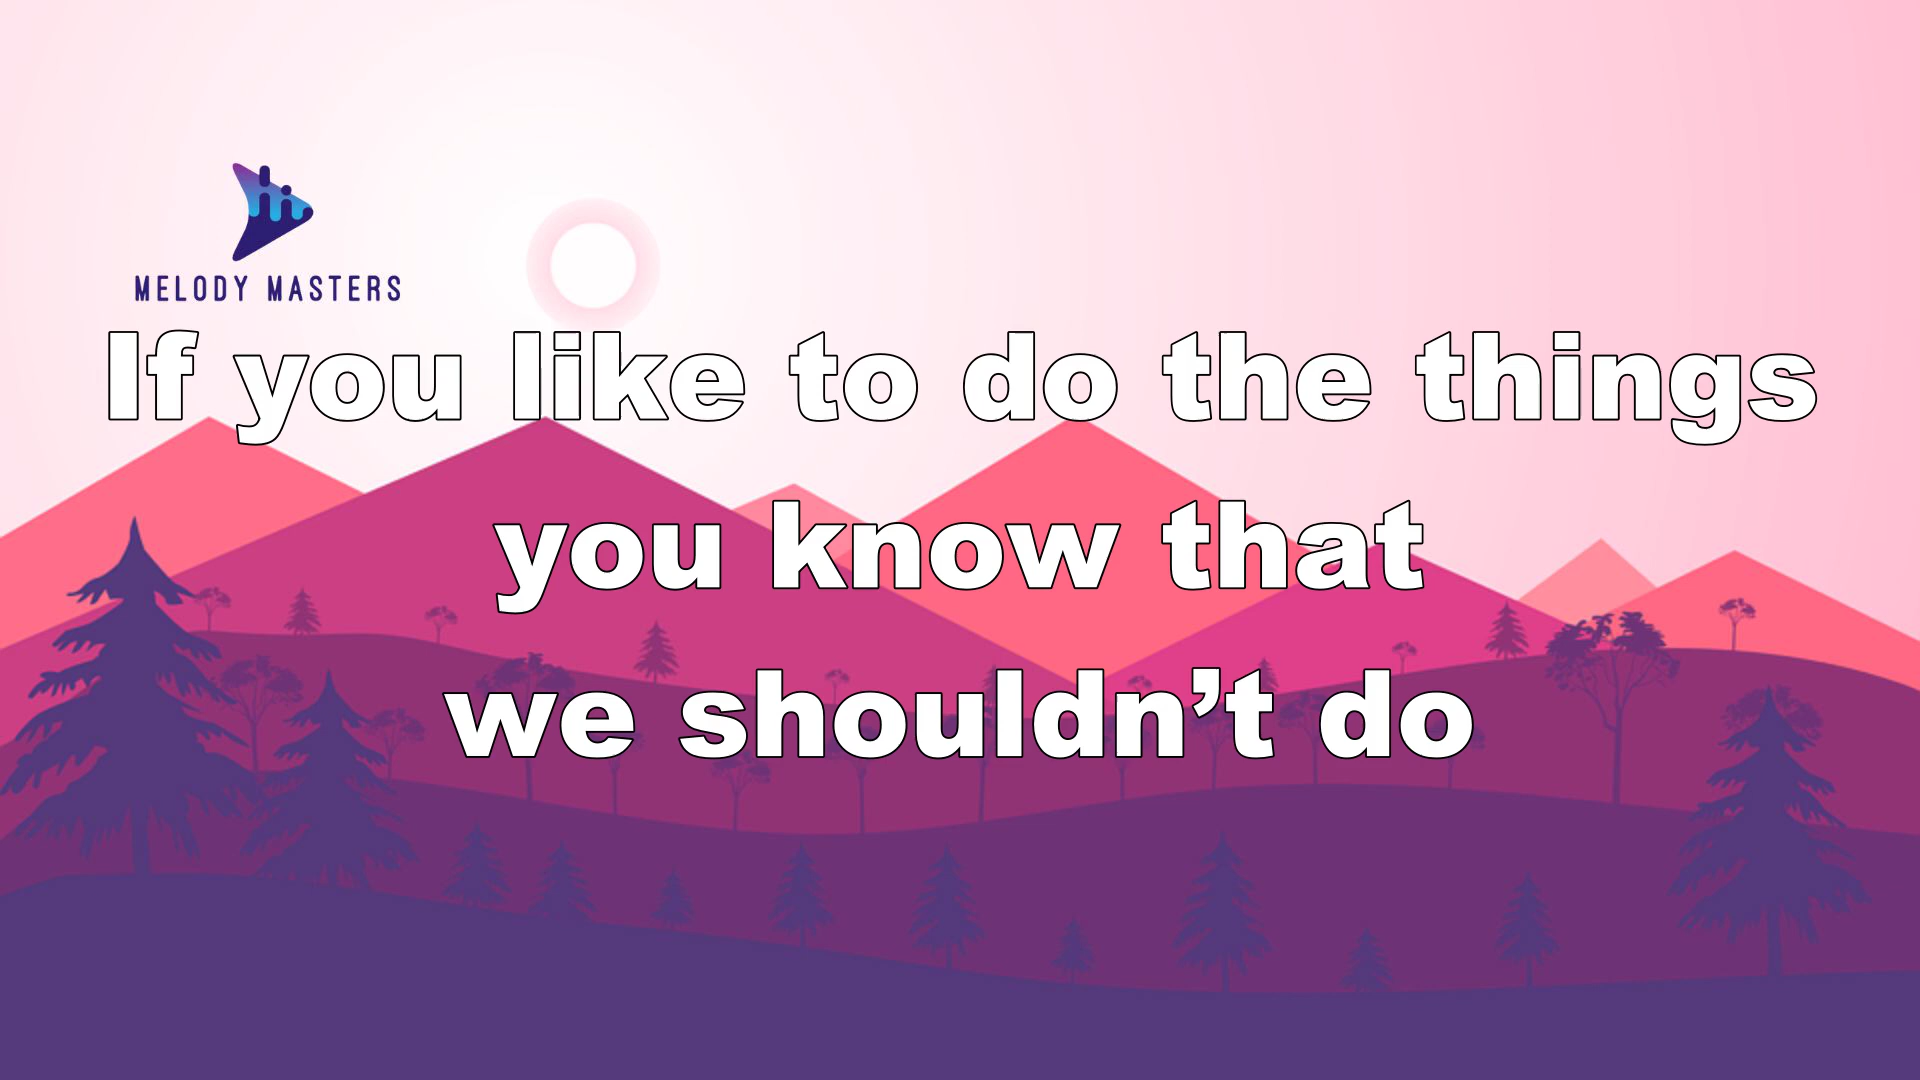 MELODY MASTERS
If you like to do the things
you know that
we shouldn’t do